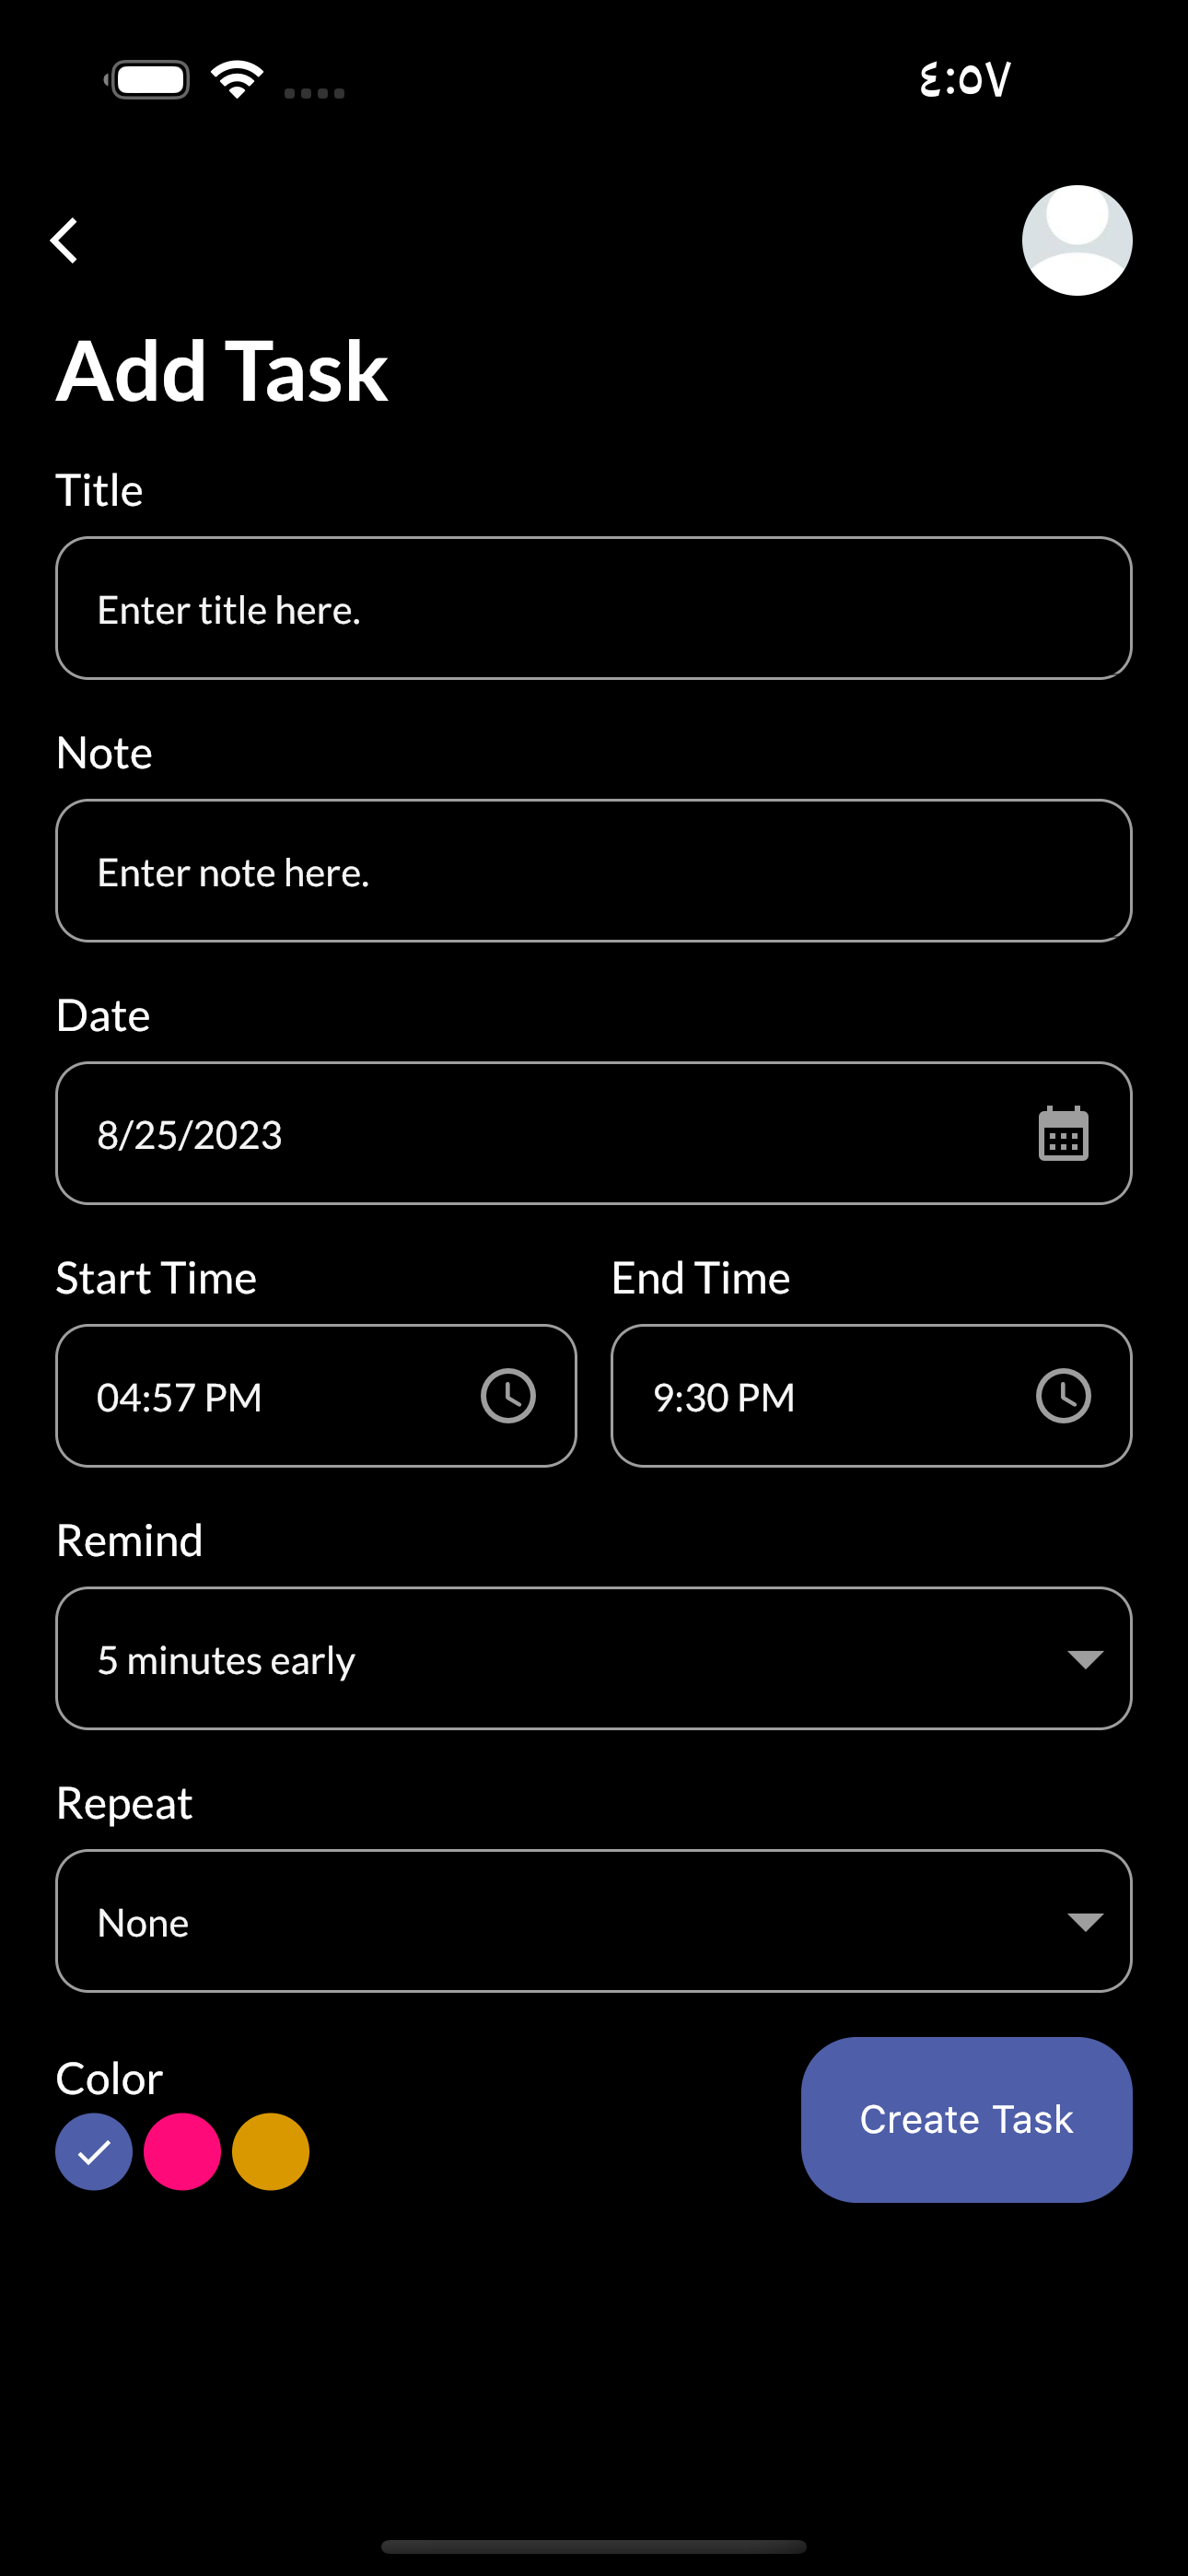 ٤:٥٧
Add Task
Title
Enter title here.
Note
Enter note here.
Date
8/25/2023
Start Time
End Time
04:57 PM
9:30 PM
Remind
5 minutes early
Repeat
None
Color
Create Task